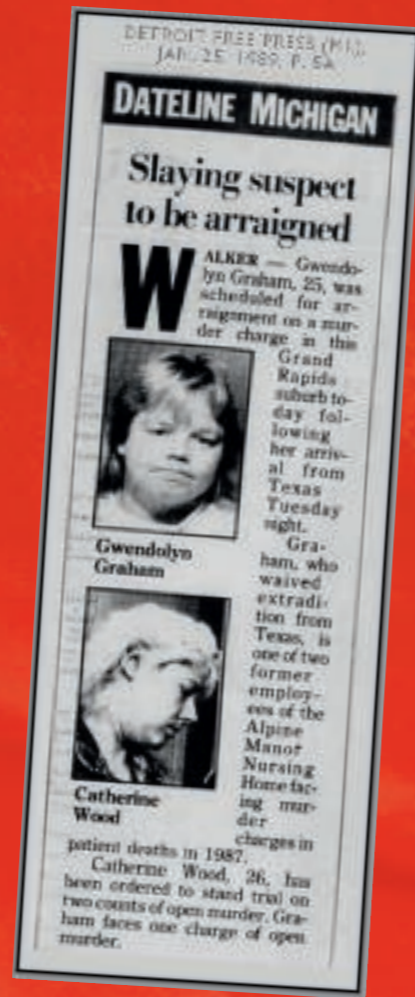 DETROIT FREE PRESS (MI),
JAN. 25, 1989, P. 5A
DATELINE MICHIGAN
Slaying suspect
to be arraigned
WALKER — Gwendo-
lyn Graham, 25, was
scheduled for ar-
raignment on a mur-
der charge in this
Grand
Rapids
suburb to-
day fol-
lowing
her arriv-
al from
Texas
Tuesday
night.
Gra-
ham, who
waived
extradi-
tion from
Texas, is
one of two
former
employ-
ees of the
Alpine
Manor
Nursing
Home fac-
ing mur-
der
charges in
patient deaths in 1987.
Catherine Wood, 26, has
been ordered to stand trial on
two counts of open murder. Gra-
ham faces one charge of open
murder.
Gwendolyn
Graham
Catherine
Wood